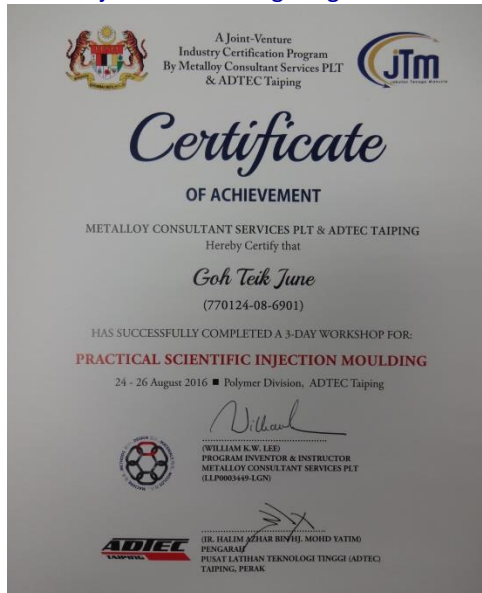 A Joint-Venture
Industry Certification Program
By Metalloy Consultant Services PLT
& ADTEC Taiping
JTM
Jabatan Tenaga Manusia
Certificate
OF ACHIEVEMENT
METALLOY CONSULTANT SERVICES PLT & ADTEC TAIPING
Hereby Certify that
Goh Teik June
(770124-08-6901)
HAS SUCCESSFULLY COMPLETED A 3-DAY WORKSHOP FOR:
PRACTICAL SCIENTIFIC INJECTION MOULDING
24 - 26 August 2016 ■ Polymer Division, ADTEC Taiping
(WILLIAM K.W. LEE)
PROGRAM INVENTOR & INSTRUCTOR
METALLOY CONSULTANT SERVICES PLT
(LLP0003449-LGN)
ADTEC
TAIPING
(IR. HALIM AZHAR BIN HJ. MOHD YATIM)
PENGARAH
PUSAT LATIHAN TEKNOLOGI TINGGI (ADTEC)
TAIPING, PERAK